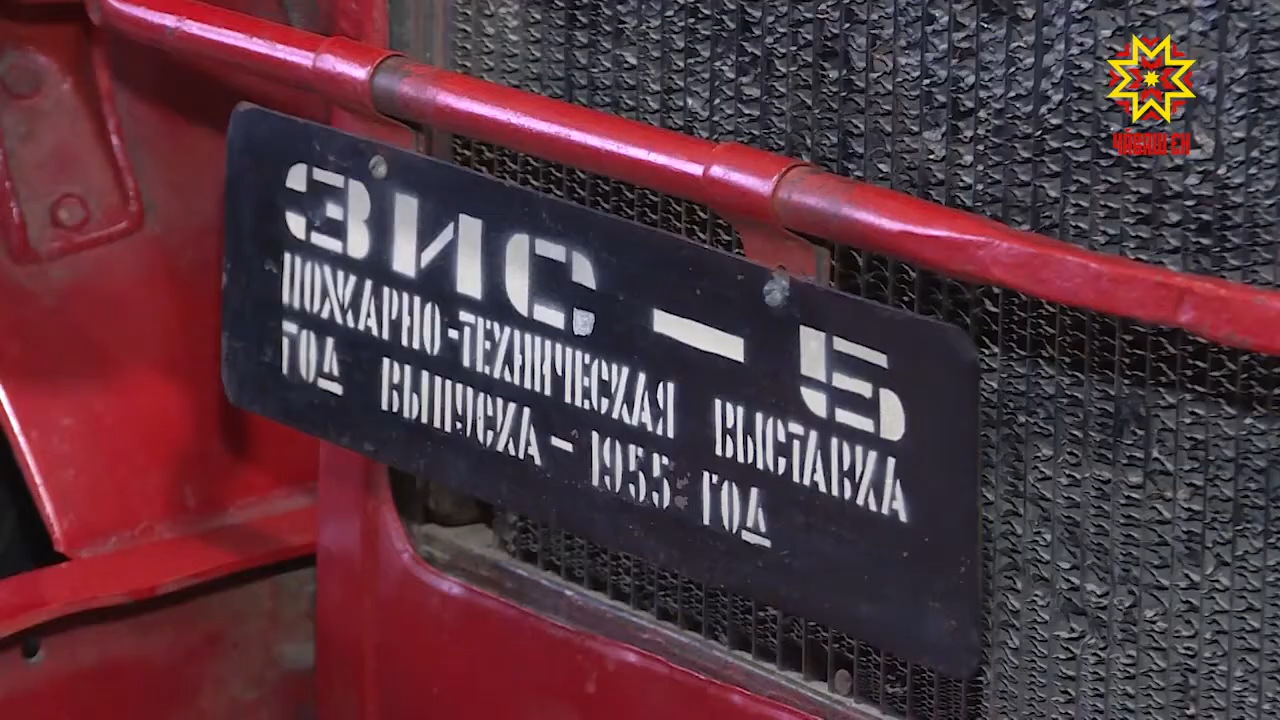 ЗИС - 5
ПОЖАРНО-ТЕХНИЧЕСКАЯ ВЫСТАВКА
ГОД ВЫПУСКА - 1955 ГОД
ЧӐВАШ ЕН